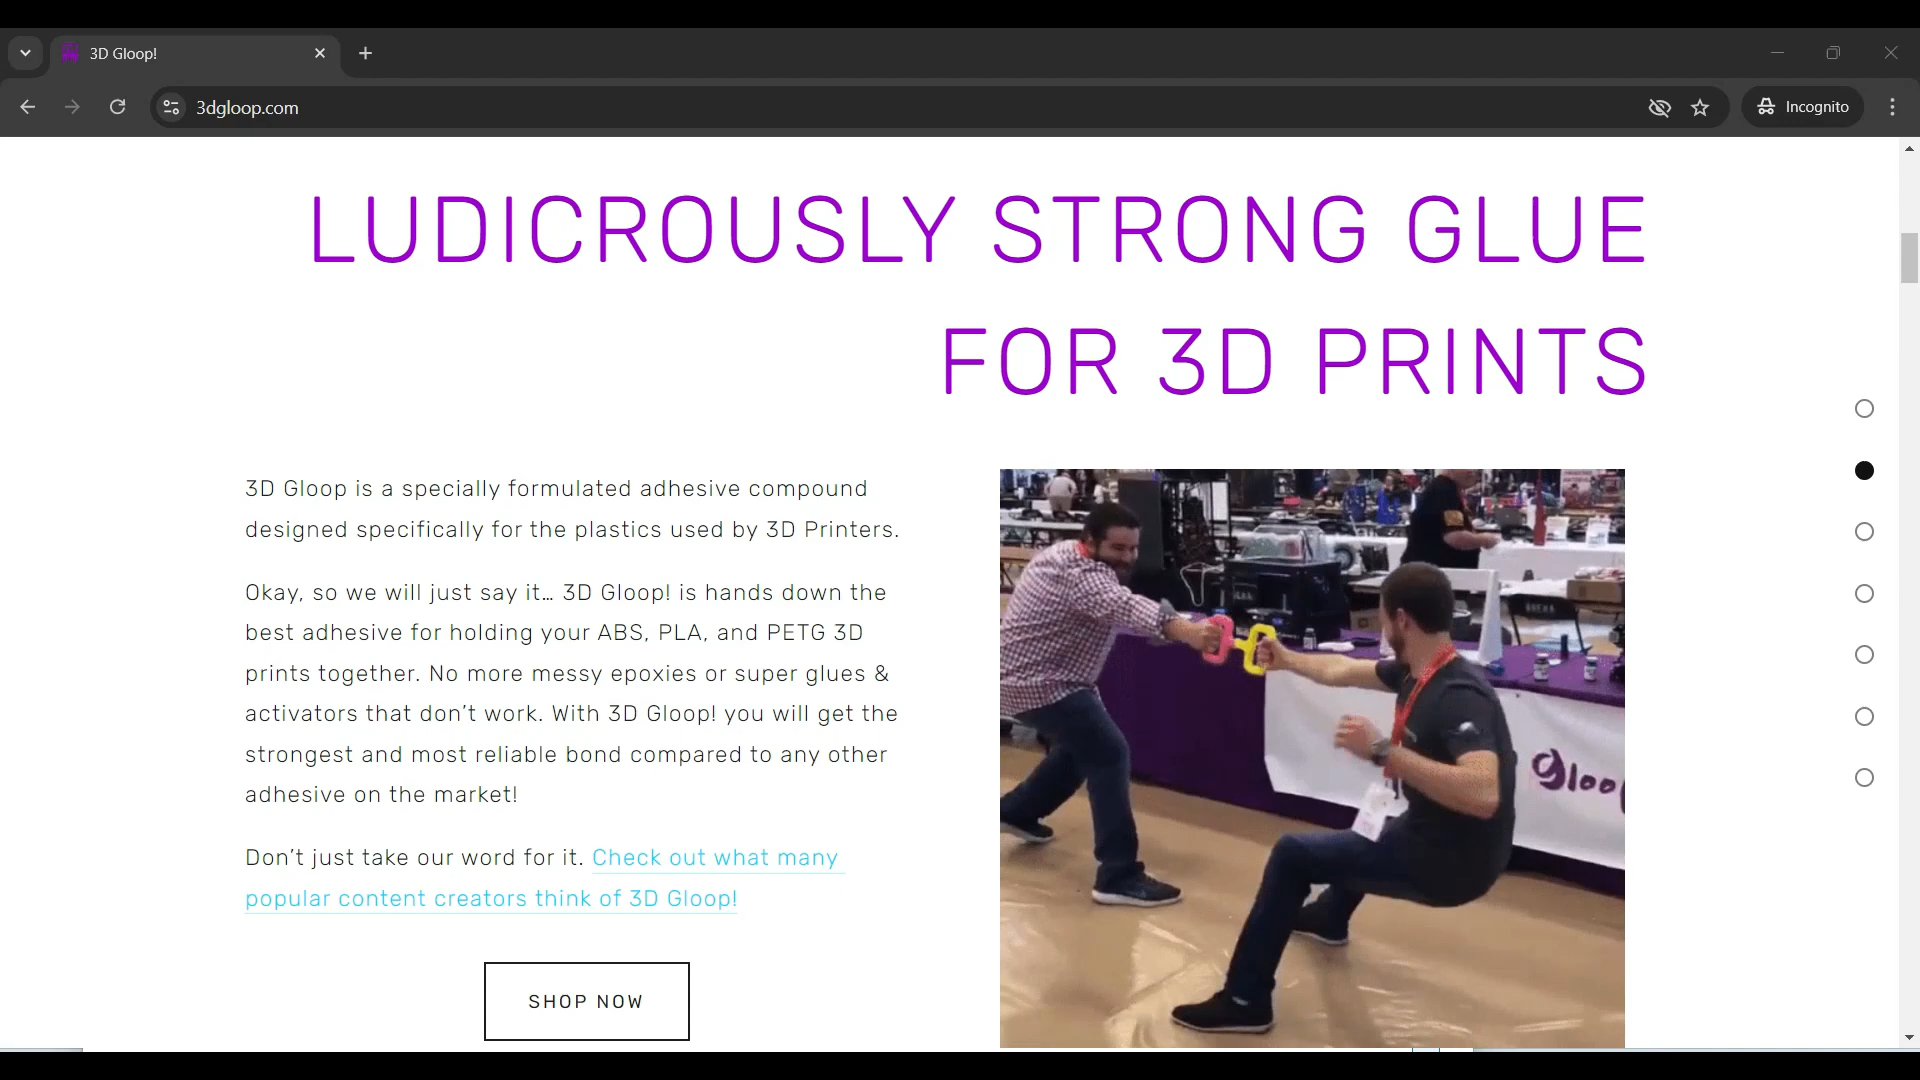 3D Gloop!
3dgloop.com
Incognito
LUDICROUSLY STRONG GLUE
FOR 3D PRINTS
3D Gloop is a specially formulated adhesive compound
designed specifically for the plastics used by 3D Printers.
Okay, so we will just say it… 3D Gloop! is hands down the
best adhesive for holding your ABS, PLA, and PETG 3D
prints together. No more messy epoxies or super glues &
activators that don’t work. With 3D Gloop! you will get the
strongest and most reliable bond compared to any other
adhesive on the market!
Don’t just take our word for it. Check out what many
popular content creators think of 3D Gloop!
SHOP NOW